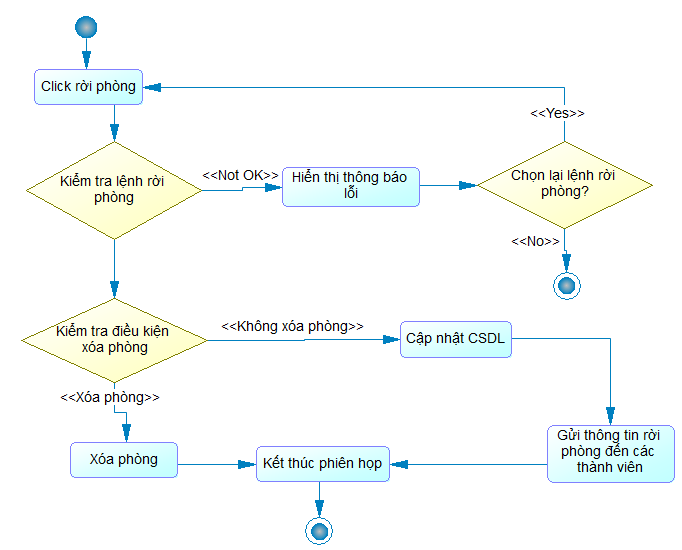 Click rời phòng
<<Yes>>
Kiểm tra lệnh rời
phòng
<<Not OK>>
Hiển thị thông báo
lỗi
Chọn lại lệnh rời
phòng?
<<No>>
Kiểm tra điều kiện
xóa phòng
<<Không xóa phòng>>
Cập nhật CSDL
<<Xóa phòng>>
Xóa phòng
Kết thúc phiên họp
Gửi thông tin rời
phòng đến các
thành viên